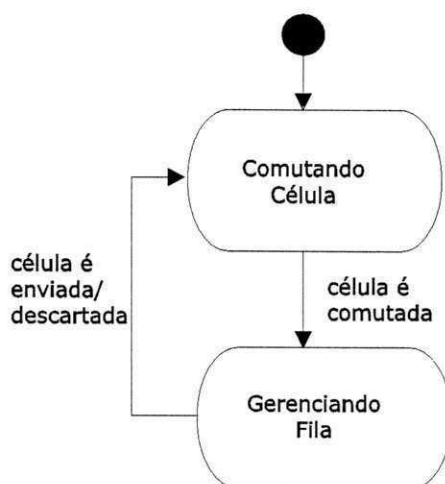 Comutando
Célula
célula é
enviada/
descartada
célula é
comutada
Gerenciando
Fila